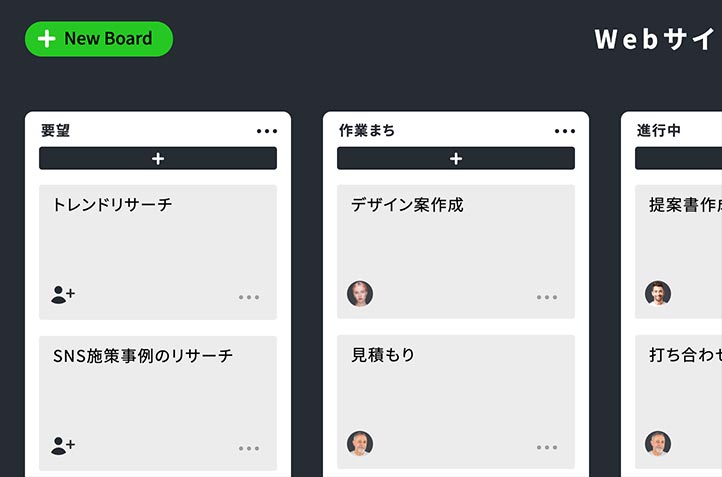 New Board
Webサイ
要望
作業まち
進行中
トレンドリサーチ
デザイン案作成
提案書作
SNS施策事例のリサーチ
見積もり
打ち合わ